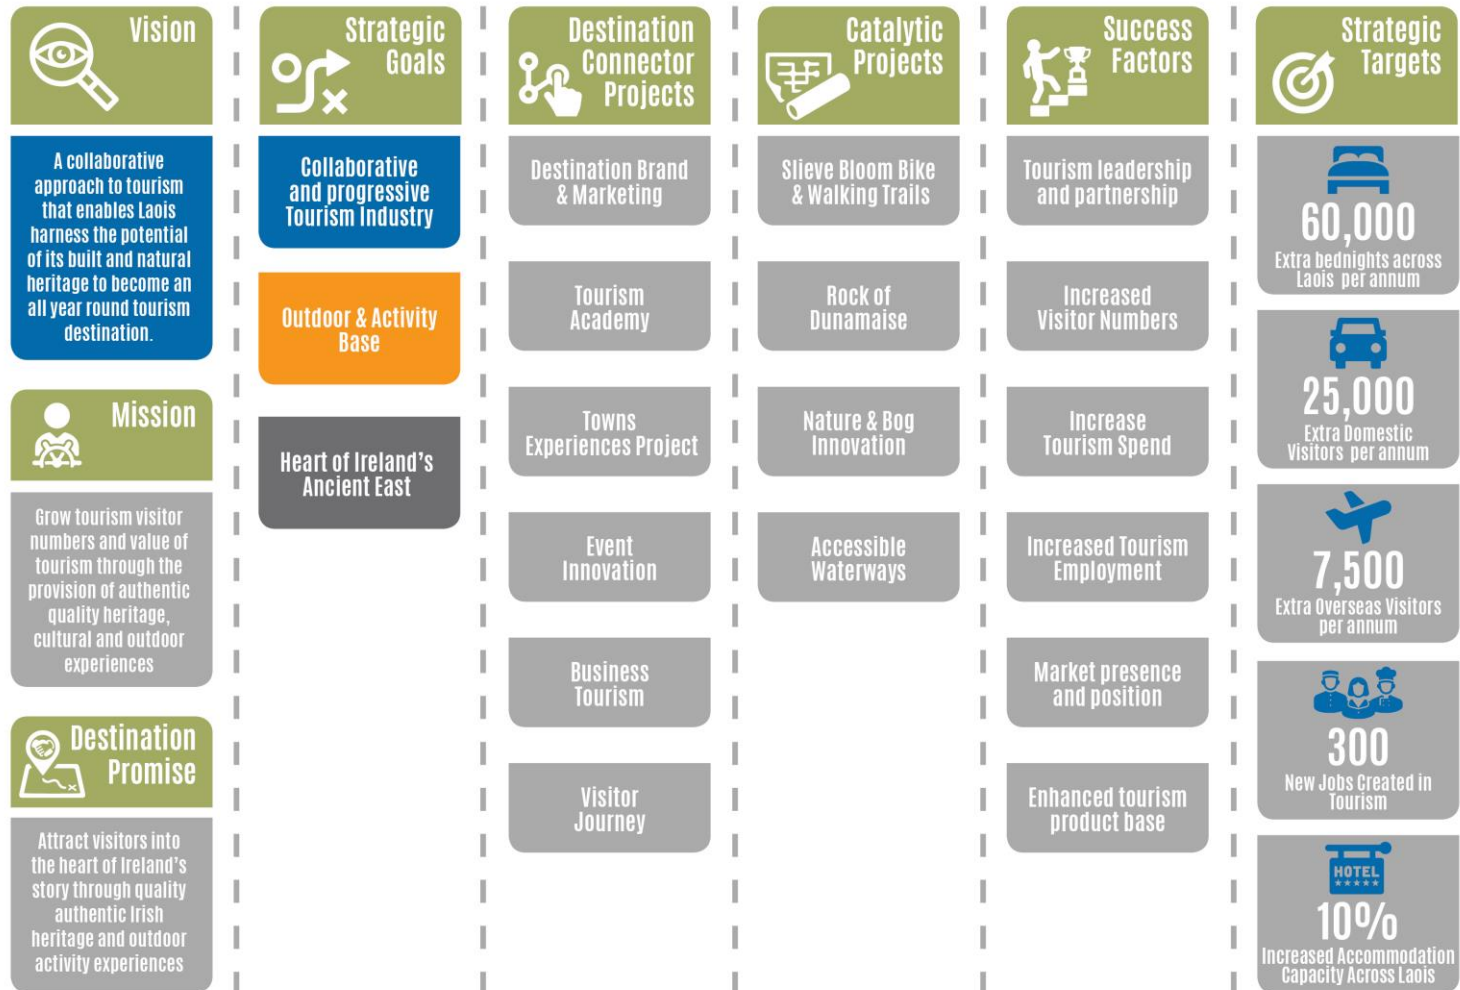 Vision
A collaborative
approach to tourism
that enables Laois
harness the potential
of its built and natural
heritage to become an
all year round tourism
destination.
Mission
Grow tourism visitor
numbers and value of
tourism through the
provision of authentic
quality heritage,
cultural and outdoor
experiences
Destination
Promise
Attract visitors into
the heart of Ireland's
story through quality
authentic Irish
heritage and outdoor
activity experiences
Strategic
Goals
Collaborative
and progressive
Tourism Industry
Outdoor & Activity
Base
Heart of Ireland's
Ancient East
Destination
Connector
Projects
Destination Brand
& Marketing
Tourism
Academy
Towns
Experiences Project
Event
Innovation
Business
Tourism
Visitor
Journey
Catalytic
Projects
Slieve Bloom Bike
& Walking Trails
Rock of
Dunamaise
Nature & Bog
Innovation
Accessible
Waterways
Success
Factors
Tourism leadership
and partnership
Increased
Visitor Numbers
Increase
Tourism Spend
Increased Tourism
Employment
Market presence
and position
Enhanced tourism
product base
Strategic
Targets
60,000
Extra bednights across
Laois per annum
25,000
Extra Domestic
Visitors per annum
7,500
Extra Overseas Visitors
per annum
300
New Jobs Created in
Tourism
HOTEL
10%
Increased Accommodation
Capacity Across Laois